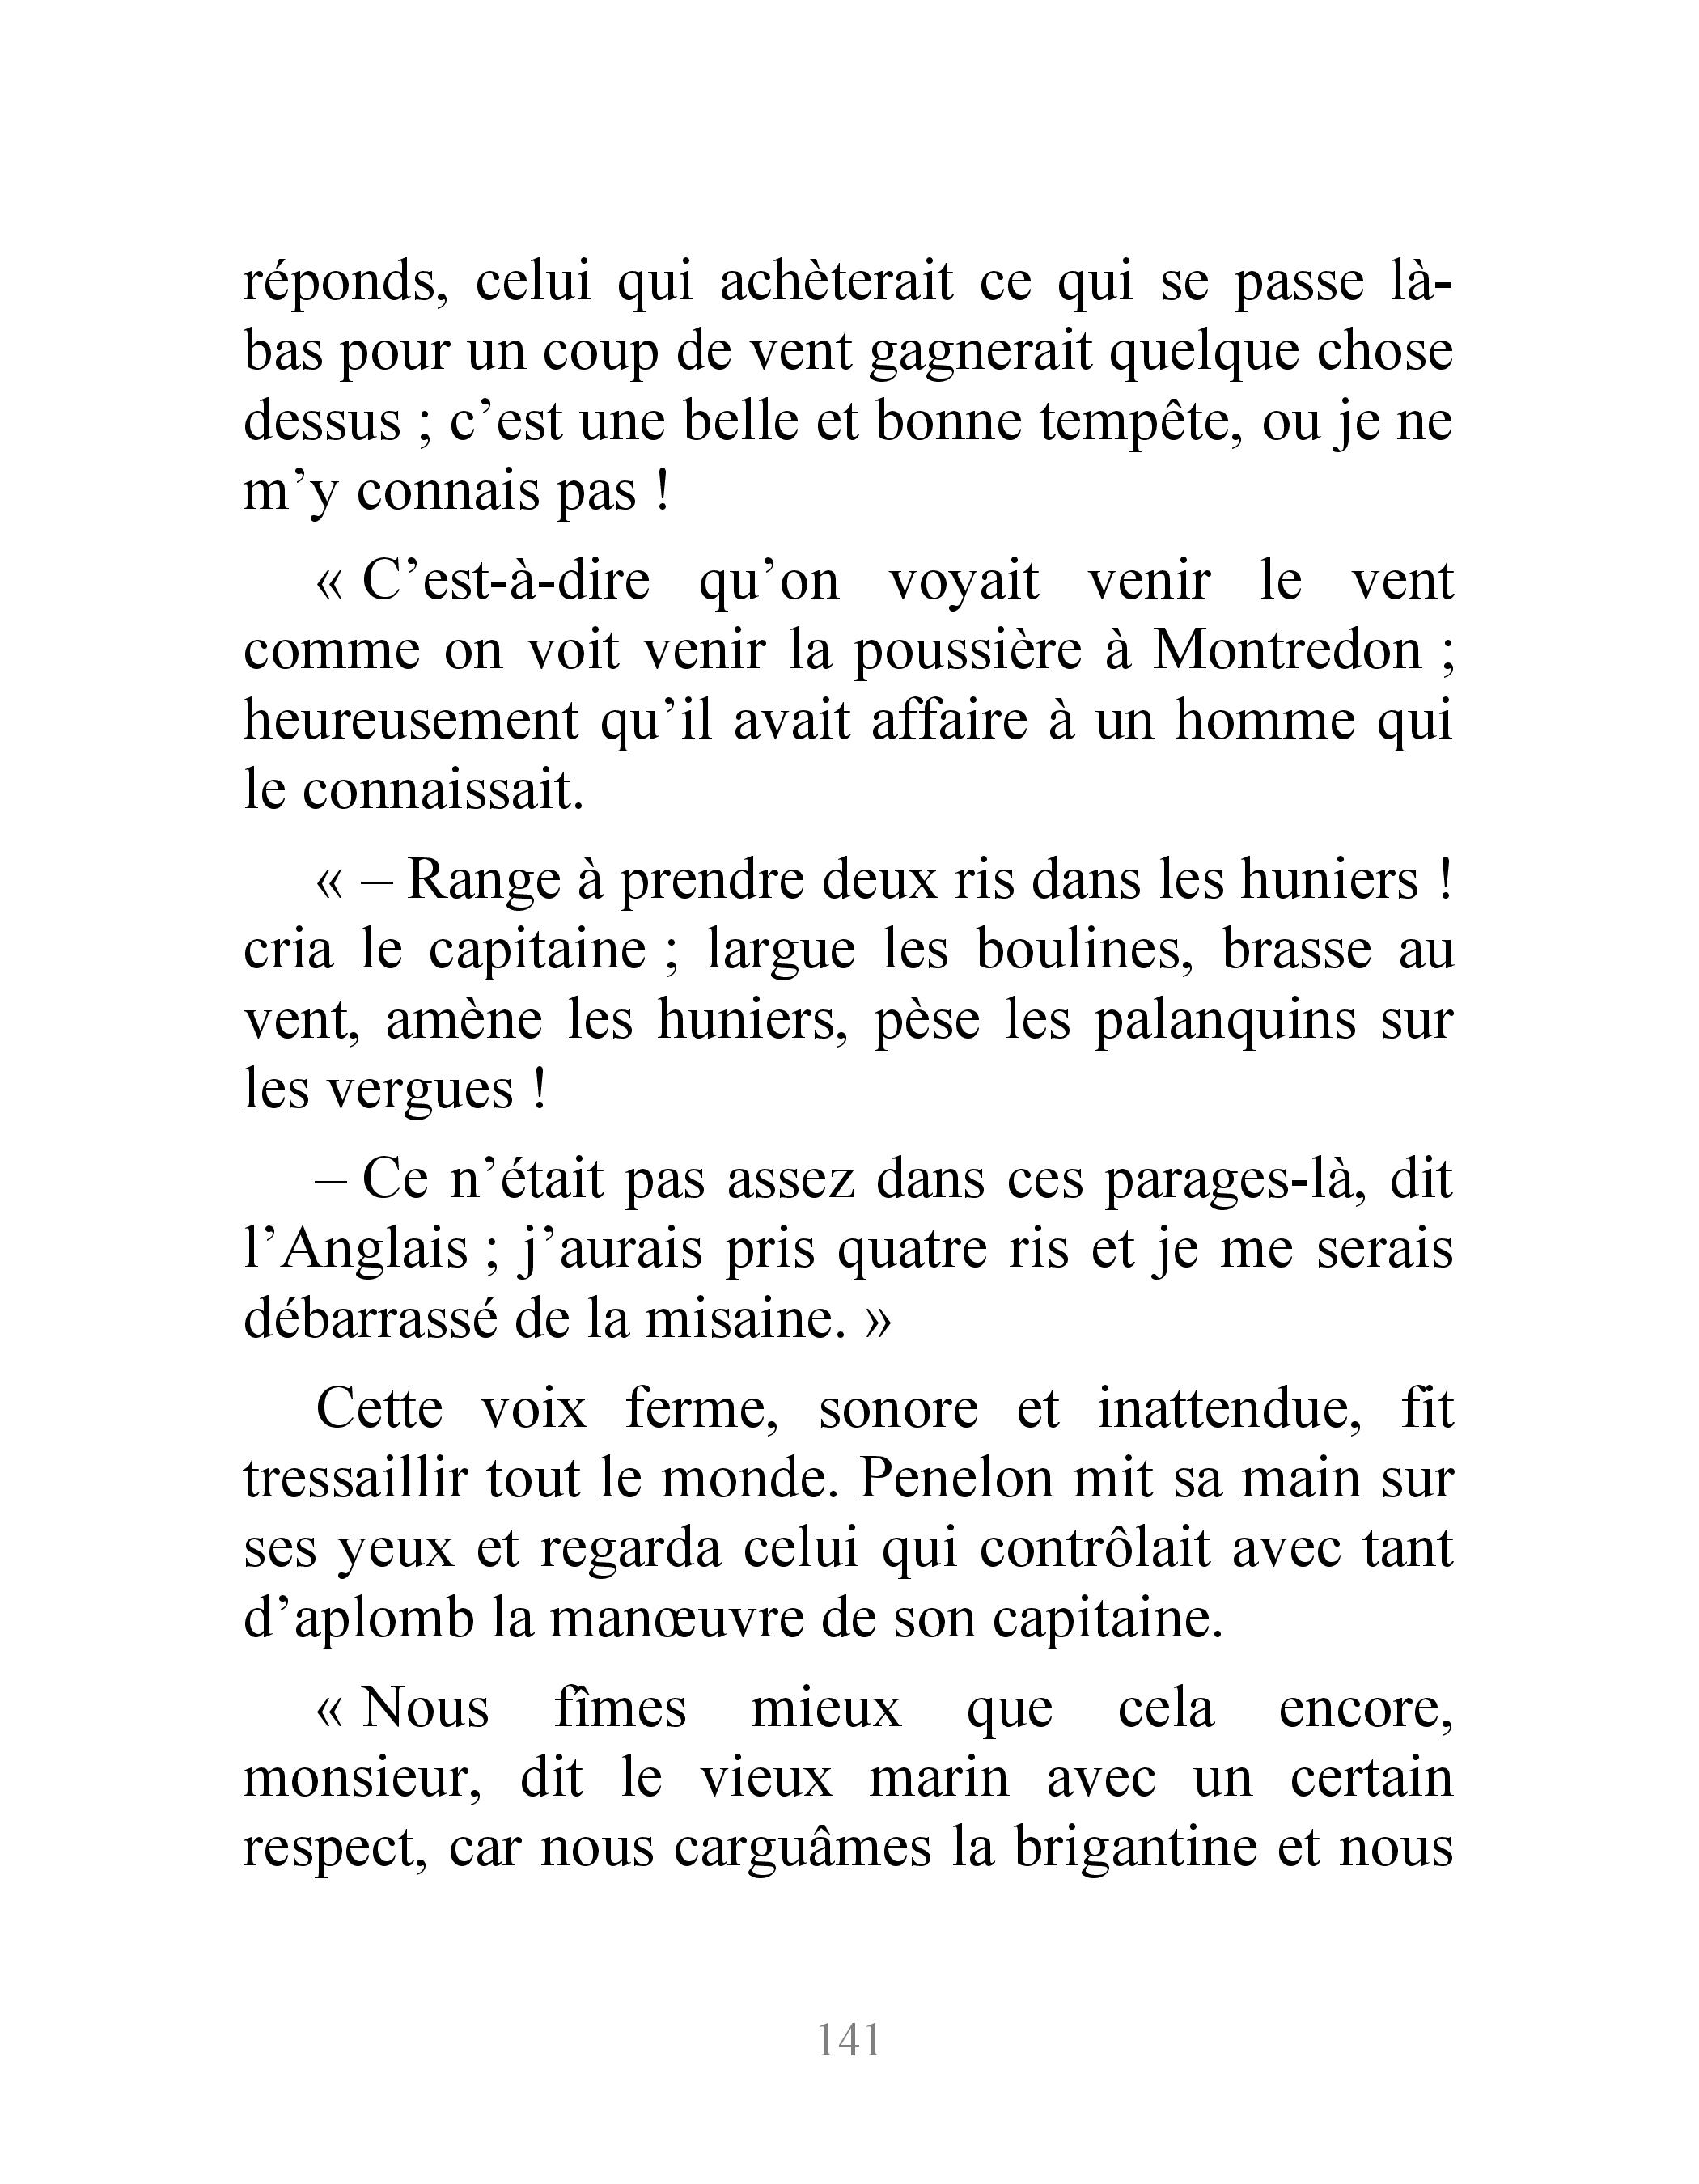 réponds, celui qui achèterait ce qui se passe là-
bas pour un coup de vent gagnerait quelque chose
dessus ; c’est une belle et bonne tempête, ou je ne
m’y connais pas !
« C’est-à-dire qu’on voyait venir le vent
comme on voit venir la poussière à Montredon ;
heureusement qu’il avait affaire à un homme qui
le connaissait.
« – Range à prendre deux ris dans les huniers !
cria le capitaine ; largue les boulines, brasse au
vent, amène les huniers, pèse les palanquins sur
les vergues !
– Ce n’était pas assez dans ces parages-là, dit
l’Anglais ; j’aurais pris quatre ris et je me serais
débarrassé de la misaine. »
Cette voix ferme, sonore et inattendue, fit
tressaillir tout le monde. Penelon mit sa main sur
ses yeux et regarda celui qui contrôlait avec tant
d’aplomb la manœuvre de son capitaine.
« Nous fîmes mieux que cela encore,
monsieur, dit le vieux marin avec un certain
respect, car nous carguâmes la brigantine et nous
141